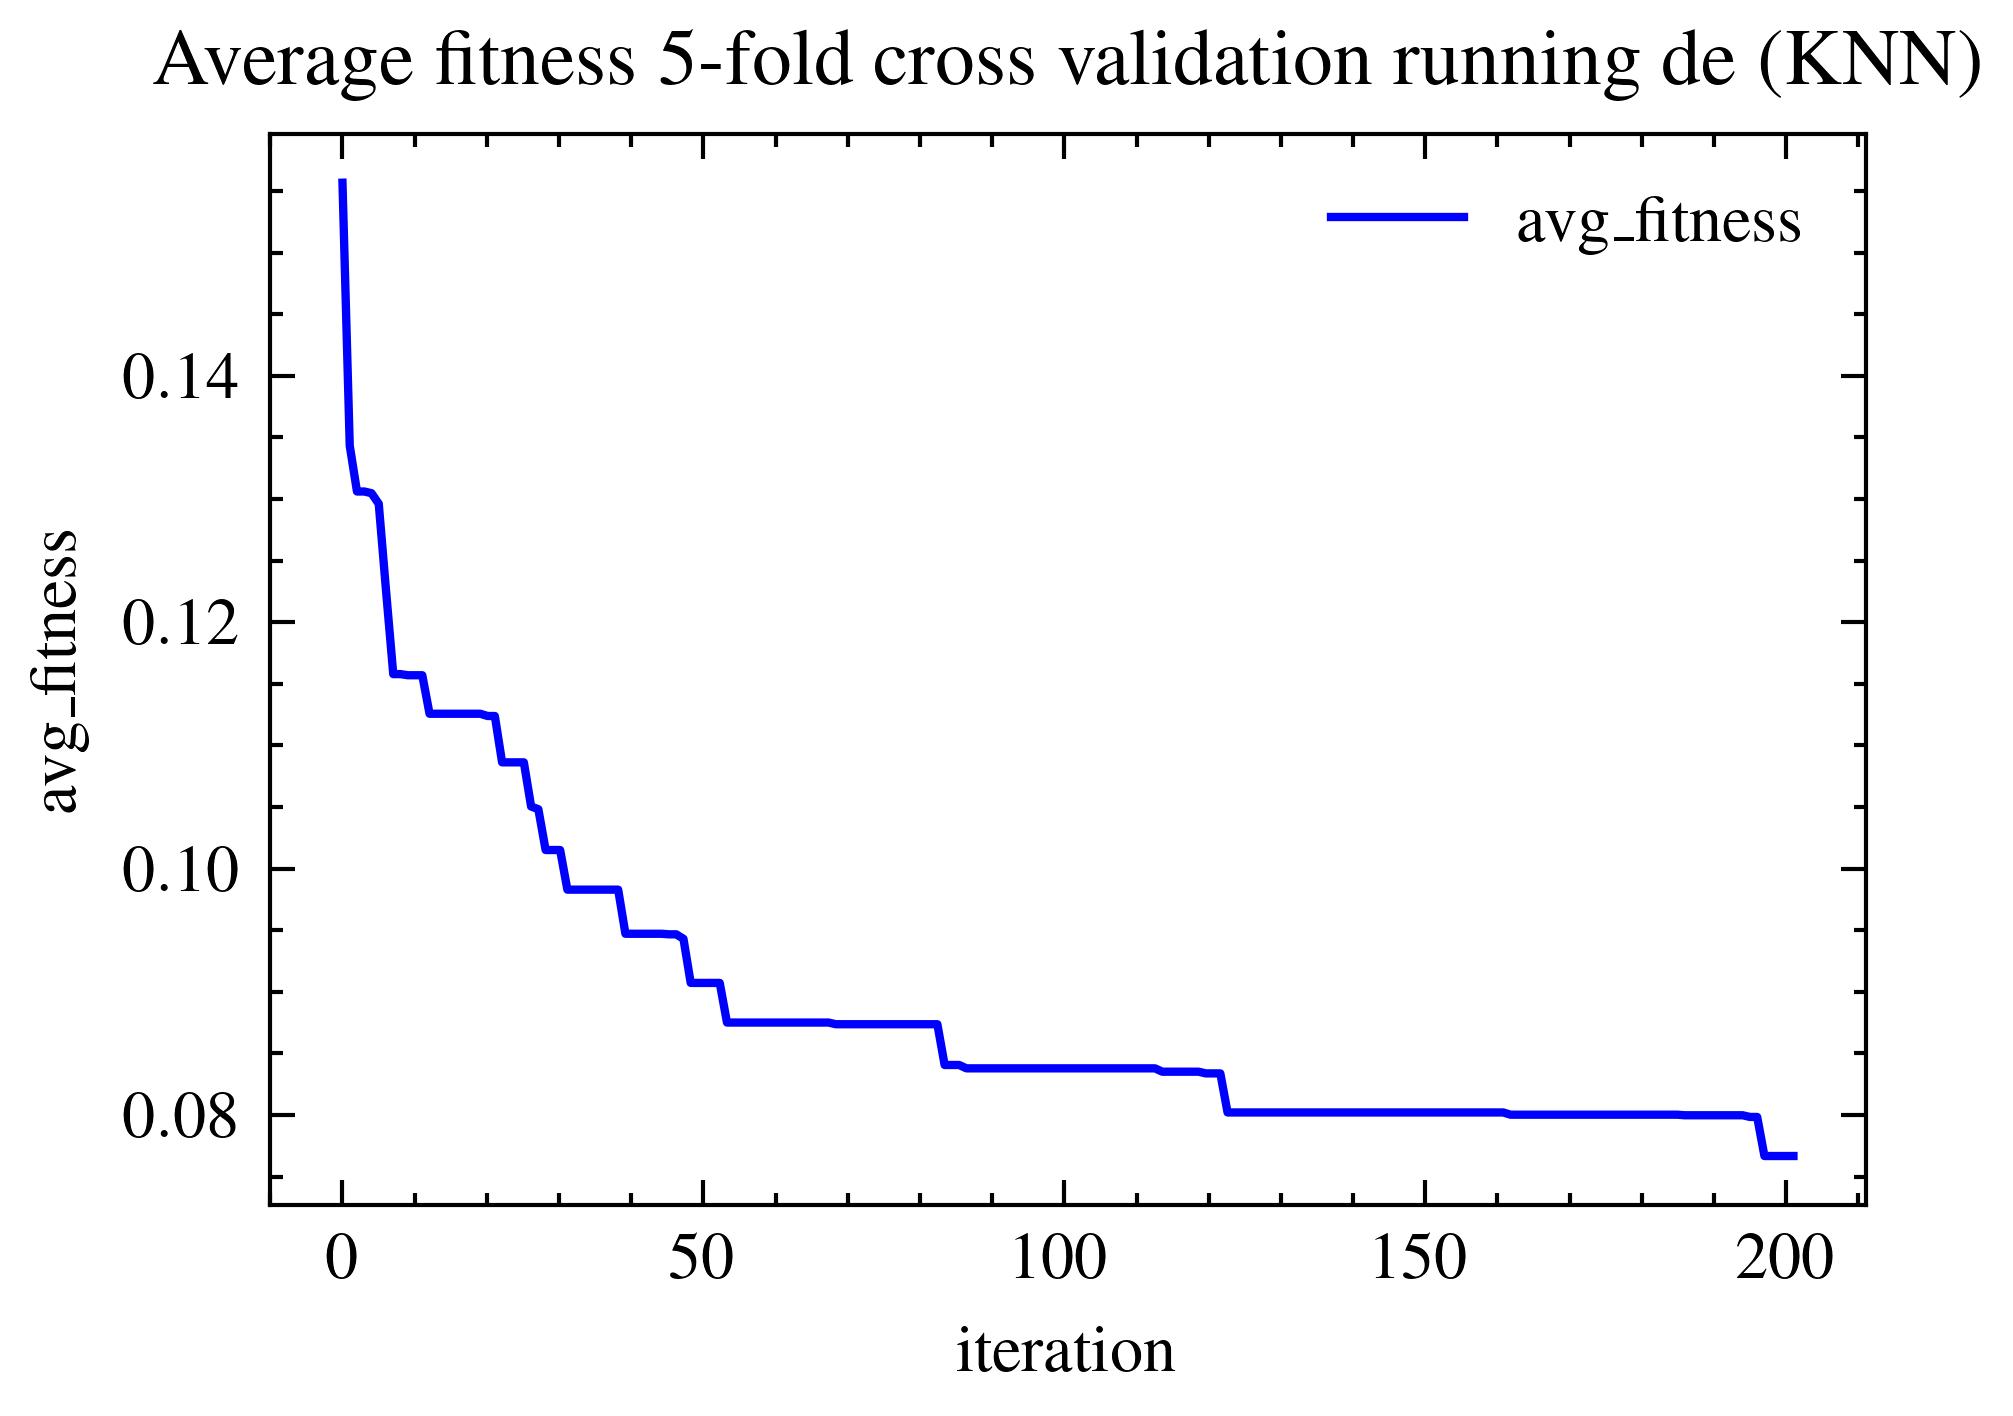 Average fitness 5-fold cross validation running de (KNN)
avg_fitness
0.14
0.12
0.10
0.08
avg_fitness
0 50 100 150 200
iteration